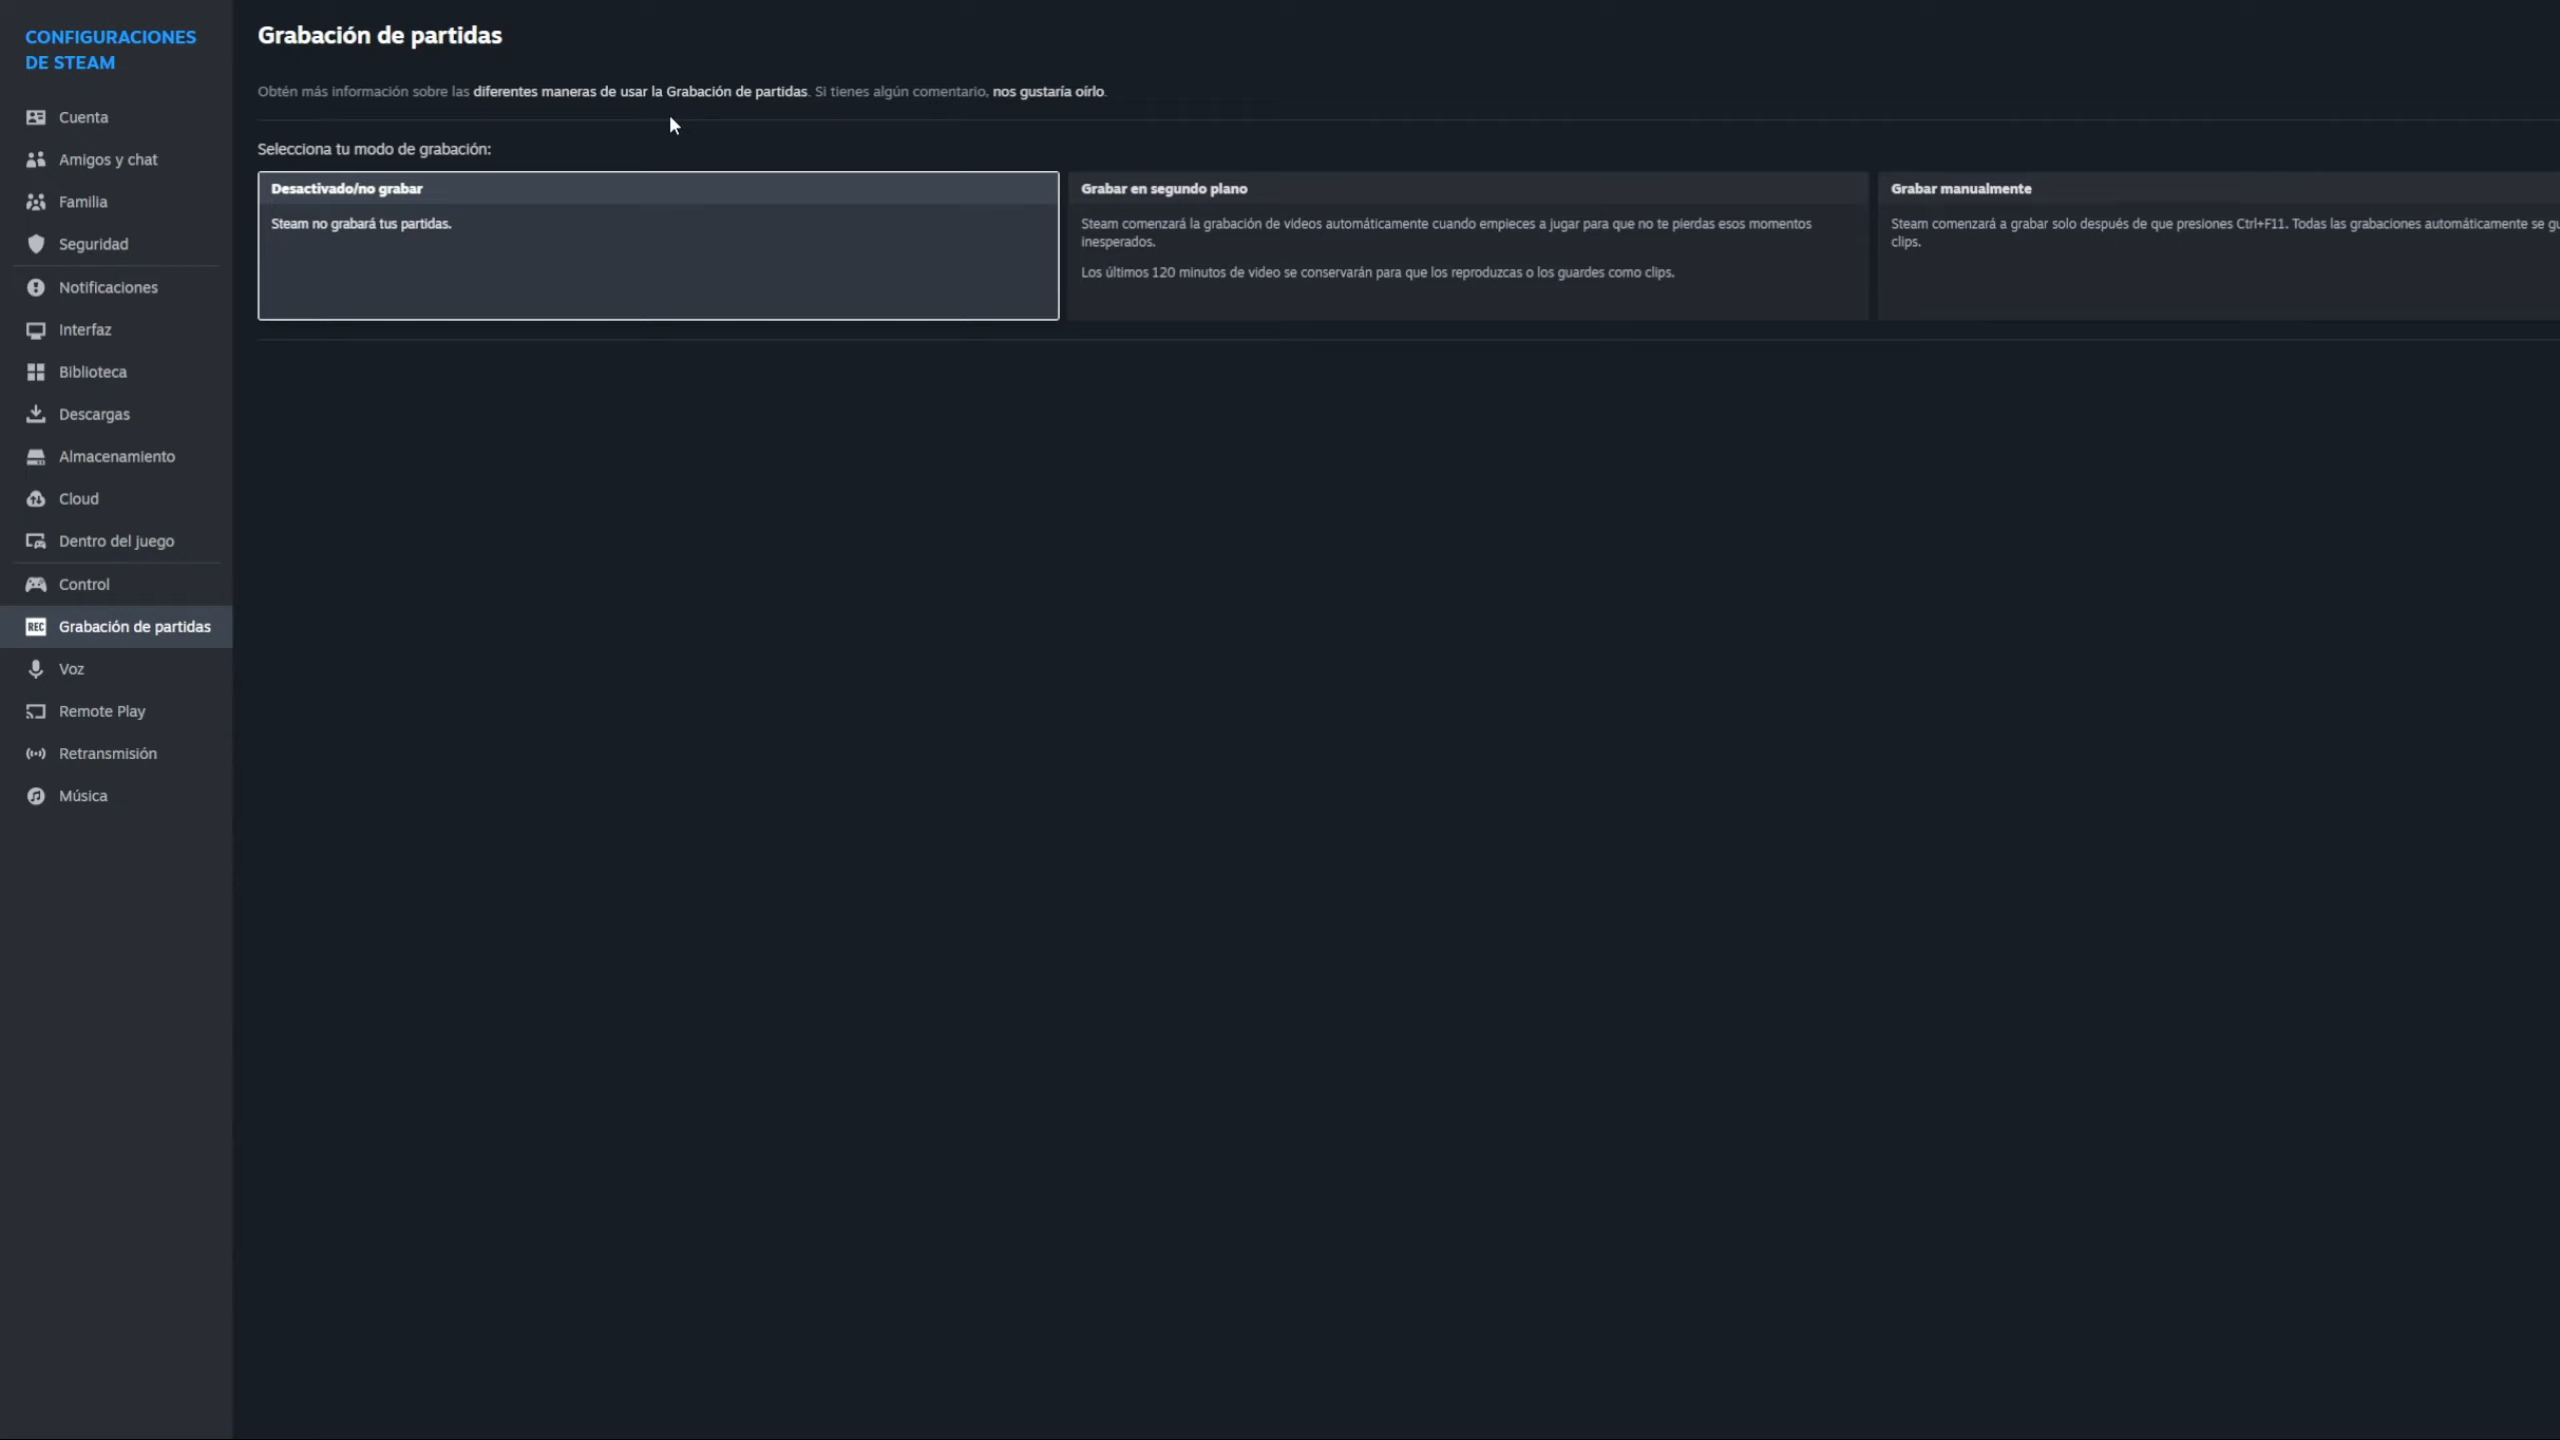 CONFIGURACIONES
DE STEAM
Cuenta
Amigos y chat
Familia
Seguridad
Notificaciones
Interfaz
Biblioteca
Descargas
Almacenamiento
Cloud
Dentro del juego
Control
REC Grabación de partidas
Voz
Remote Play
Retransmisión
Música
Grabación de partidas
Obtén más información sobre las diferentes maneras de usar la Grabación de partidas. Si tienes algún comentario, nos gustaría oírlo.
Selecciona tu modo de grabación:
Desactivado/no grabar
Steam no grabará tus partidas.
Grabar en segundo plano
Steam comenzará la grabación de videos automáticamente cuando empieces a jugar para que no te pierdas esos momentos
inesperados.
Los últimos 120 minutos de video se conservarán para que los reproduzcas o los guardes como clips.
Grabar manualmente
Steam comenzará a grabar solo después de que presiones Ctrl+F11. Todas las grabaciones automáticamente se
clips.